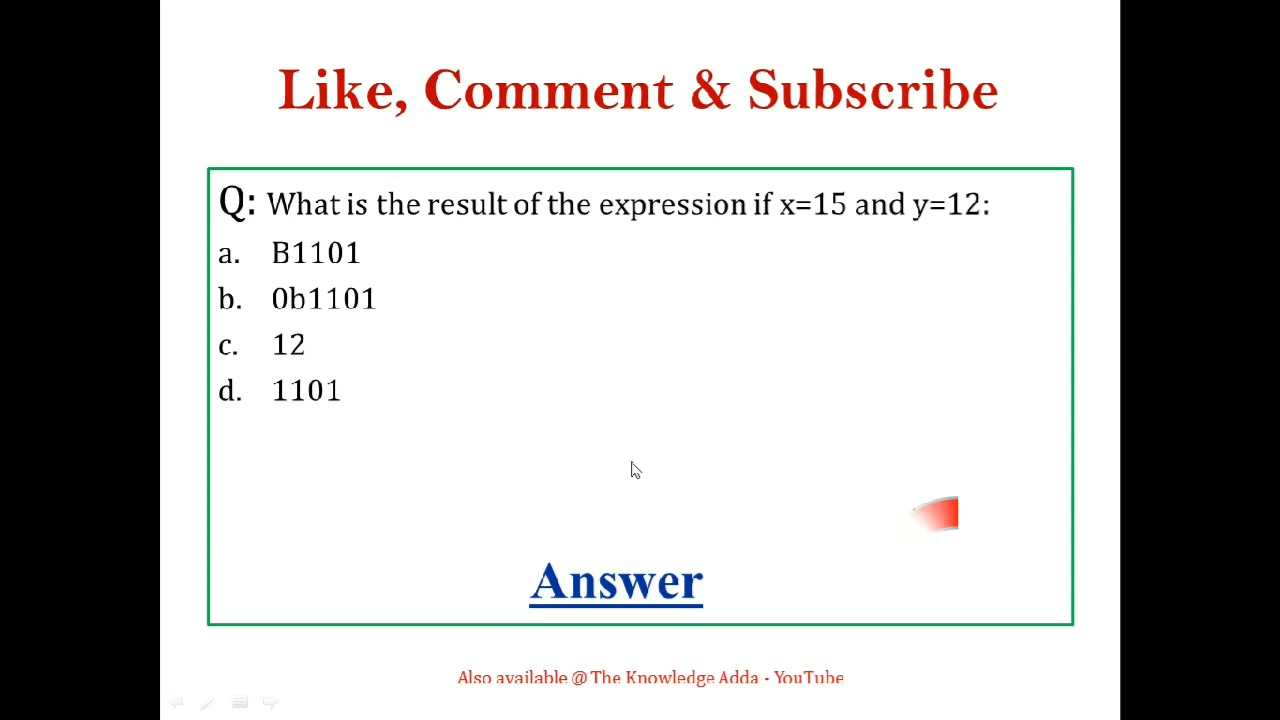 Like, Comment & Subscribe
Q: What is the result of the expression if x=15 and y=12:
a. B1101
b. 0b1101
c. 12
d. 1101
Answer
Also available @ The Knowledge Adda - YouTube